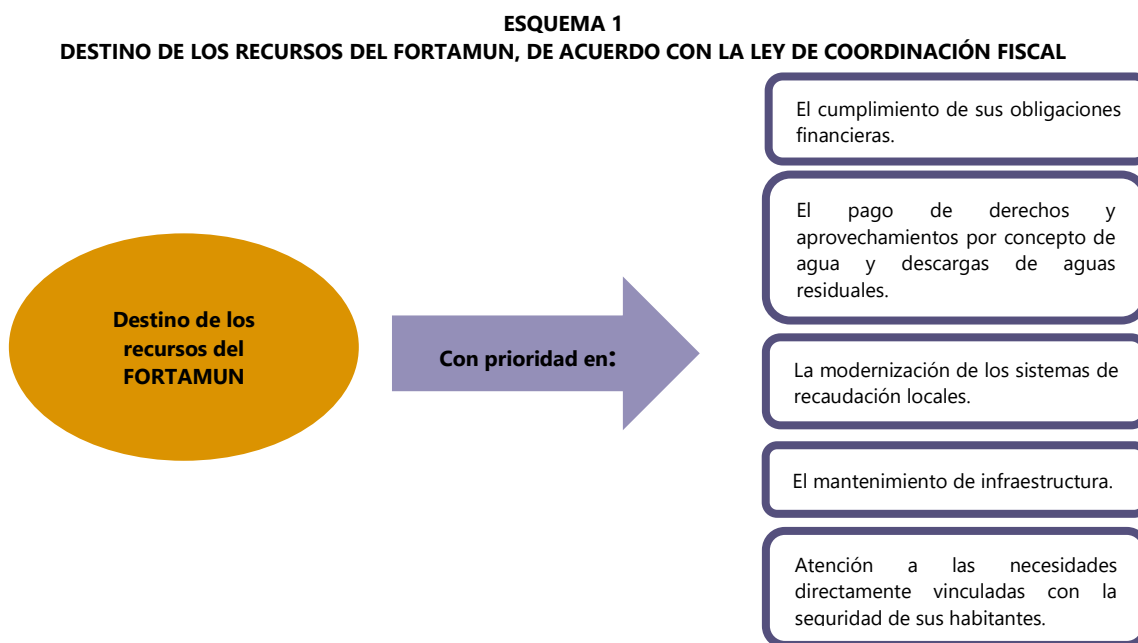 ESQUEMA 1
DESTINO DE LOS RECURSOS DEL FORTAMUN, DE ACUERDO CON LA LEY DE COORDINACIÓN FISCAL
Destino de los
recursos del
FORTAMUN
Con prioridad en:
El cumplimiento de sus obligaciones
financieras.
El pago de derechos y
aprovechamientos por concepto de
agua y descargas de aguas
residuales.
La modernización de los sistemas de
recaudación locales.
El mantenimiento de infraestructura.
Atención a las necesidades
directamente vinculadas con la
seguridad de sus habitantes.